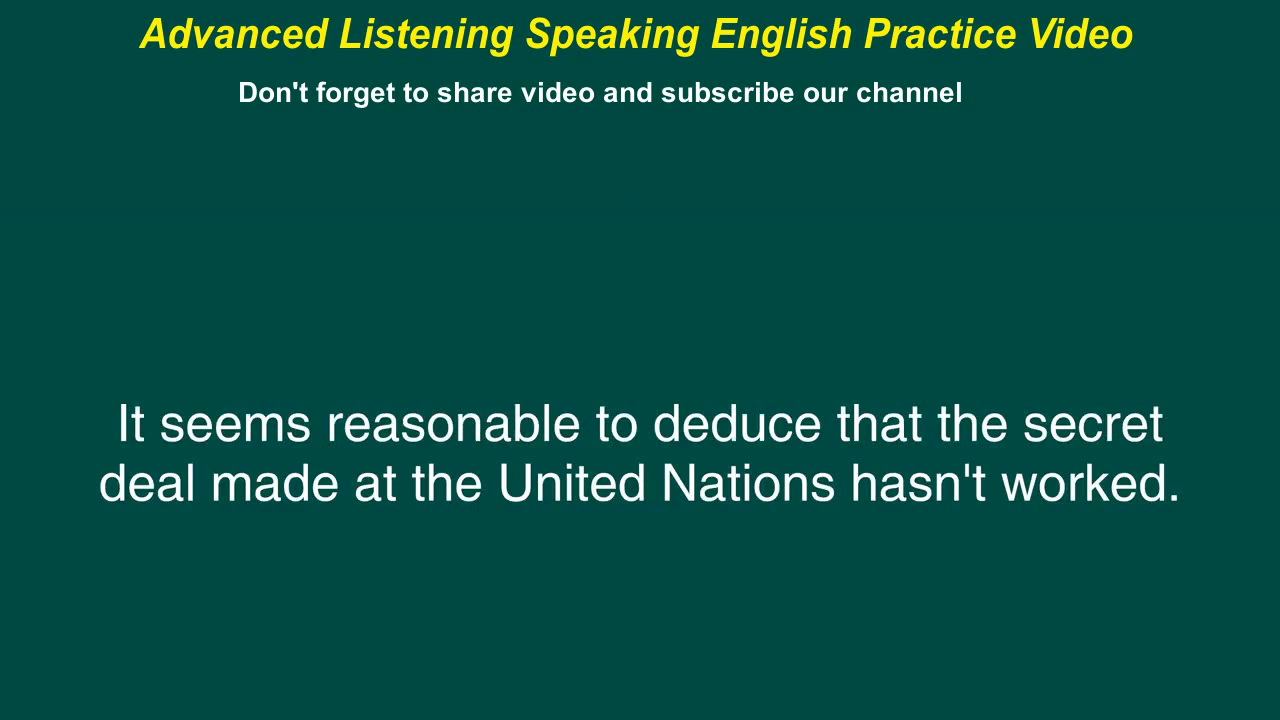 Advanced Listening Speaking English Practice Video
Don't forget to share video and subscribe our channel
It seems reasonable to deduce that the secret
deal made at the United Nations hasn't worked.